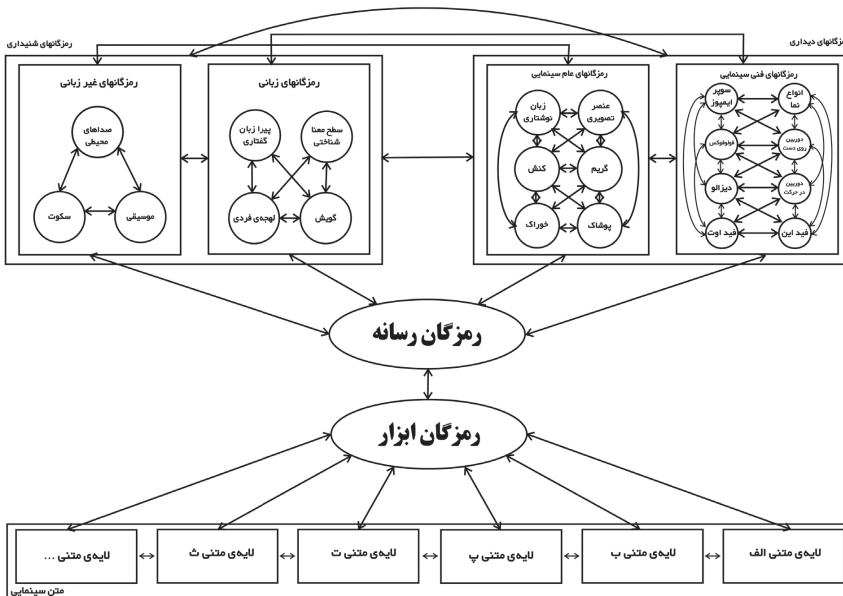 رمزگانهای دیداری
رمزگانهای شنیداری
رمزگانهای فنی سینمایی
انواع
نما
سوپر
ایمپوز
دوربین
روی دست
فولوفوکس
دوربین
در حرکت
دیزالو
فید این
فید اوت
رمزگانهای عام سینمایی
عنصر
تصویری
زبان
نوشتاری
گریم
کنش
پوشاک
خوراک
رمزگانهای زبانی
سطح معنا
شناختی
پیرا زبان
گفتاری
گویش
لهجه‌ی فردی
رمزگانهای غیر زبانی
صداهای
محیطی
موسیقی
سکوت
رمزگان رسانه
رمزگان ابزار
لایه‌ی متنی الف
لایه‌ی متنی ب
لایه‌ی متنی پ
لایه‌ی متنی ت
لایه‌ی متنی ث
لایه‌ی متنی ...
متن سینمایی